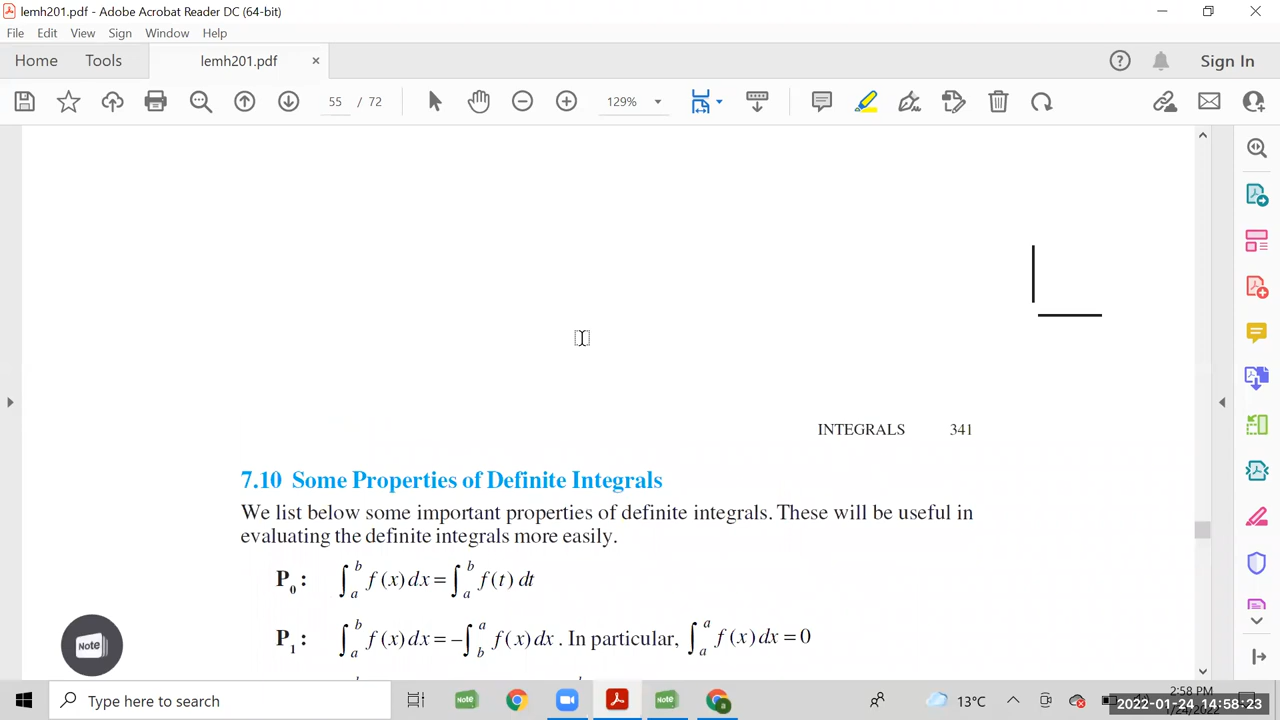 lemh201.pdf - Adobe Acrobat Reader DC (64-bit)
File Edit View Sign Window Help
Home Tools lemh201.pdf × Sign In
55 / 72 129%
INTEGRALS 341
7.10 Some Properties of Definite Integrals
We list below some important properties of definite integrals. These will be useful in
evaluating the definite integrals more easily.
P₀ : ∫ₐᵇ f(x) dx = ∫ₐᵇ f(t) dt
P₁ : ∫ₐᵇ f(x) dx = –∫_bᵃ f(x) dx . In particular, ∫ₐᵃ f(x) dx = 0
Note
Type here to search Note Note 13°C 2:58 PM
2022-01-24 14:58:23